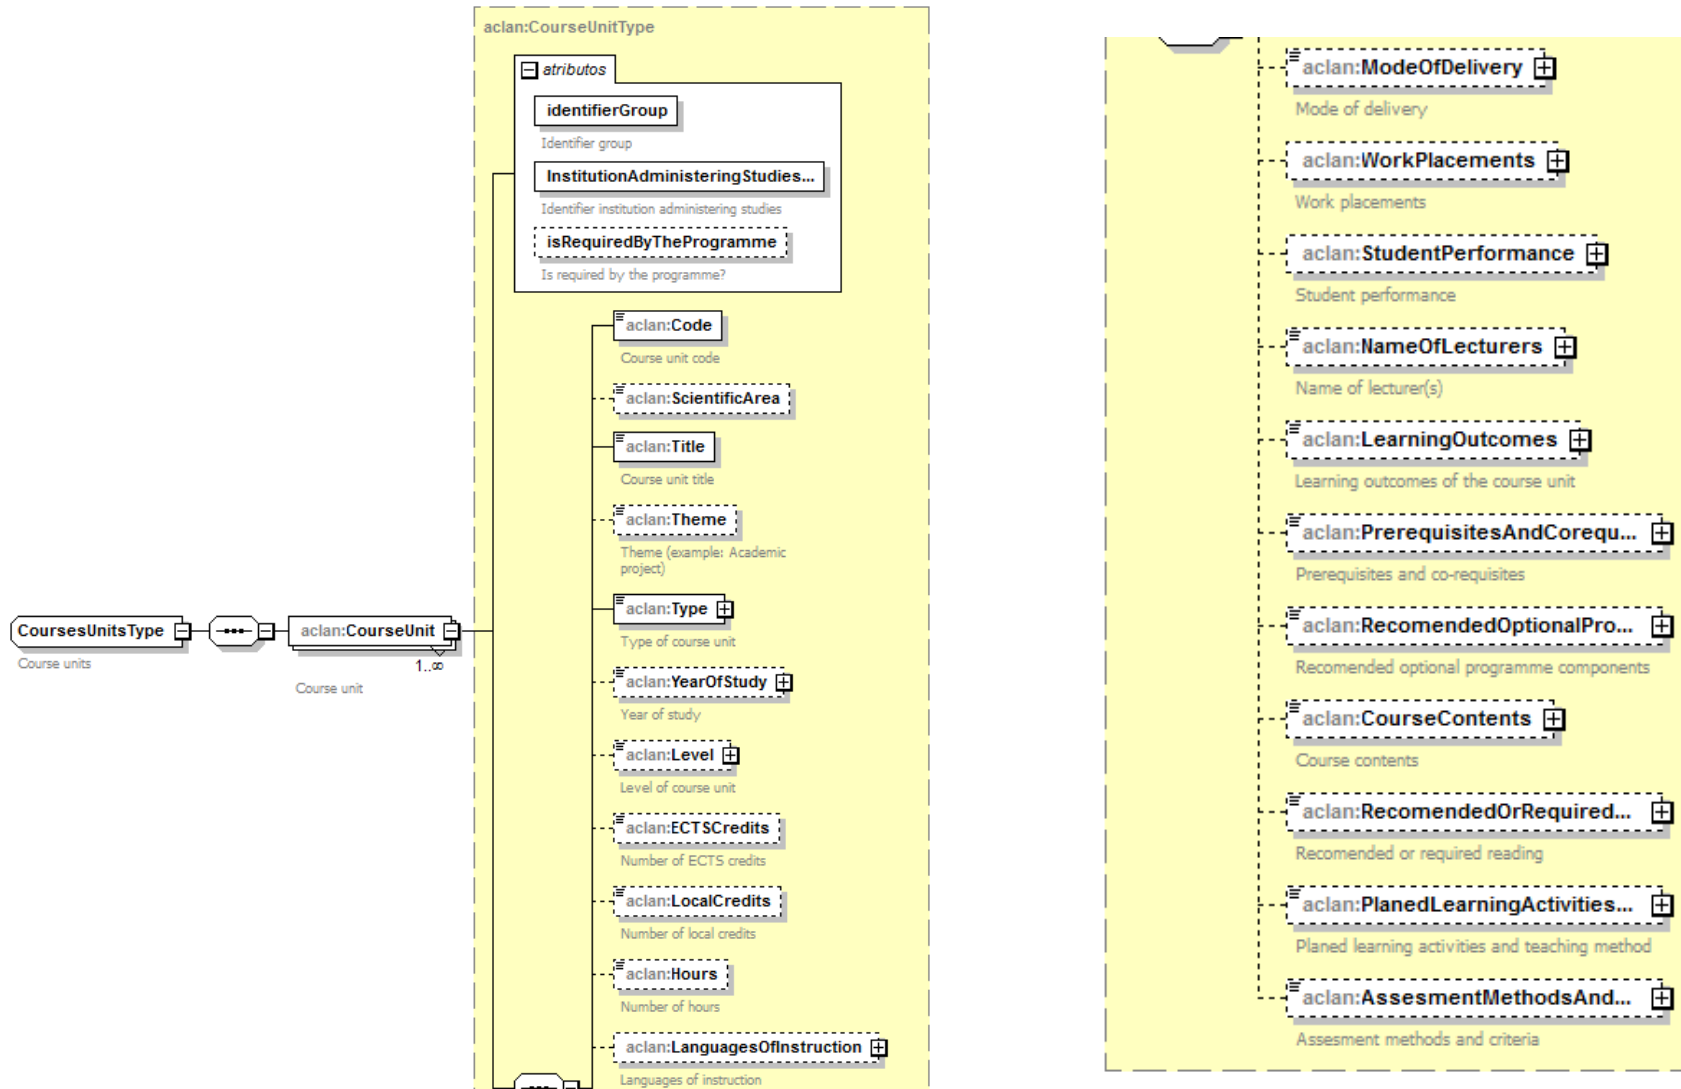 aclan:CourseUnitType
atributos
identifierGroup
Identifier group
InstitutionAdministeringStudies...
Identifier institution administering studies
isRequiredByTheProgramme
Is required by the programme?
aclan:Code
Course unit code
aclan:ScientificArea
aclan:Title
Course unit title
aclan:Theme
Theme (example: Academic
project)
CoursesUnitsType
Course units
aclan:CourseUnit
1..∞
Course unit
aclan:Type
Type of course unit
aclan:YearOfStudy
Year of study
aclan:Level
Level of course unit
aclan:ECTSCredits
Number of ECTS credits
aclan:LocalCredits
Number of local credits
aclan:Hours
Number of hours
aclan:LanguagesOfInstruction
Languages of instruction
aclan:ModeOfDelivery
Mode of delivery
aclan:WorkPlacements
Work placements
aclan:StudentPerformance
Student performance
aclan:NameOfLecturers
Name of lecturer(s)
aclan:LearningOutcomes
Learning outcomes of the course unit
aclan:PrerequisitesAndCorequ...
Prerequisites and co-requisites
aclan:RecomendedOptionalPro...
Recomended optional programme components
aclan:CourseContents
Course contents
aclan:RecomendedOrRequired...
Recomended or required reading
aclan:PlanedLearningActivities...
Planed learning activities and teaching method
aclan:AssesmentMethodsAnd...
Assesment methods and criteria